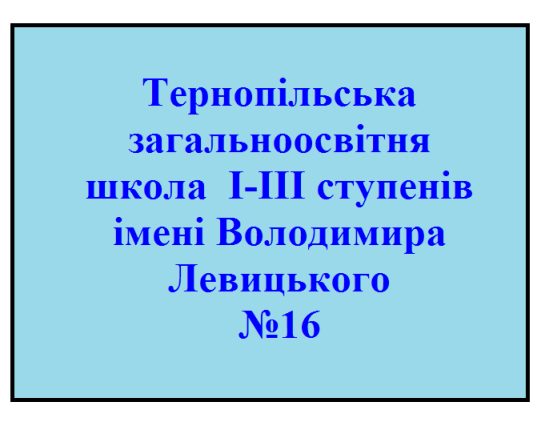 Тернопільська
загальноосвітня
школа  І-ІІІ ступенів
імені Володимира
Левицького
№16